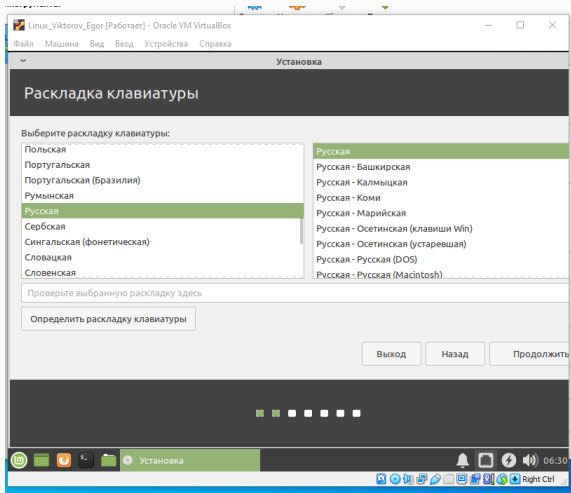 Linux_Viktorov_Egor [Работает] - Oracle VM VirtualBox
Файл Машина Вид Ввод Устройства Справка
Установка
Раскладка клавиатуры
Выберите раскладку клавиатуры:
Польская
Португальская
Португальская (Бразилия)
Румынская
Русская
Сербская
Сингальская (фонетическая)
Словацкая
Словенская
Русская
Русская - Башкирская
Русская - Калмыцкая
Русская - Коми
Русская - Марийская
Русская - Осетинская (клавиши Win)
Русская - Осетинская (устаревшая)
Русская - Русская (DOS)
Русская - Русская (Macintosh)
Проверьте выбранную раскладку здесь
Определить раскладку клавиатуры
Выход
Назад
Продолжить
Установка
06:30
Right Ctrl